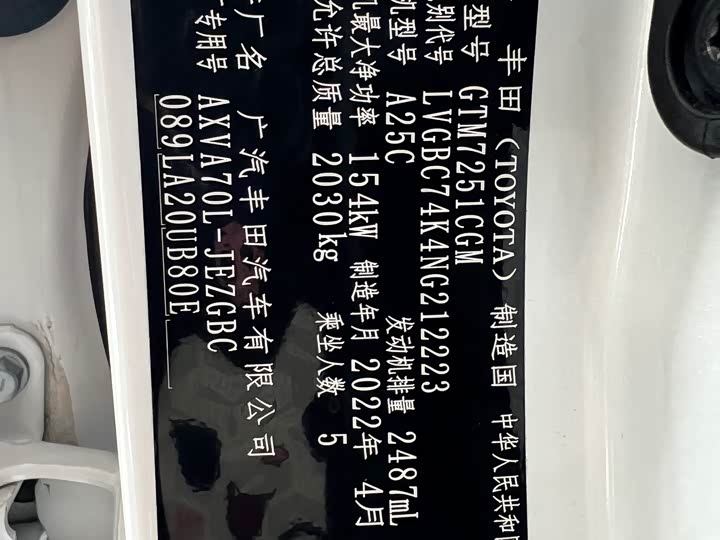 丰田 (TOYOTA) 制造国 中华人民共和国
型号 GTM7251CGM
别代号 LVGBC74K4NG212223
机型号 A25C 发动机排量 2487mL
机最大净功率 154kW 制造年月 2022年 4月
允许总质量 2030kg 乘坐人数 5
厂名 广汽丰田汽车有限公司
厂专用号 AXVA70L-JEZGBC
089LA20UB80E